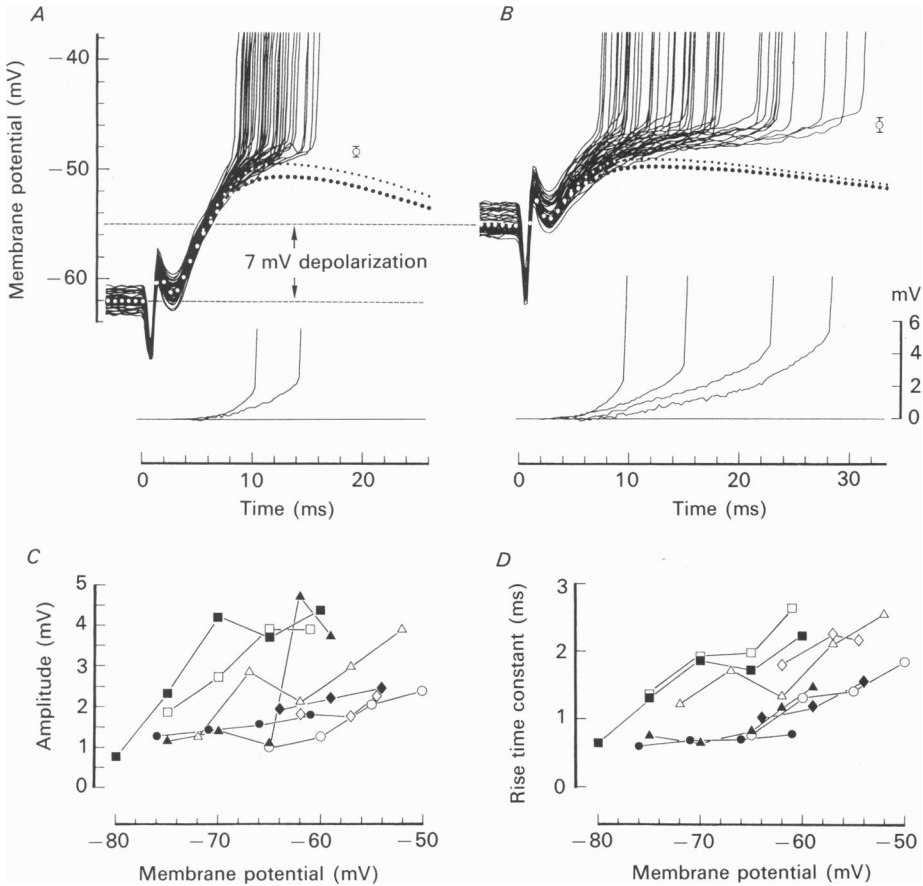 A
B
Membrane potential (mV)
−40
−50
−60
7 mV depolarization
mV
6
4
2
0
0
10
20
Time (ms)
0
10
20
30
Time (ms)
C
Amplitude (mV)
5
4
3
2
1
0
−80
−70
−60
−50
Membrane potential (mV)
D
Rise time constant (ms)
3
2
1
0
−80
−70
−60
−50
Membrane potential (mV)